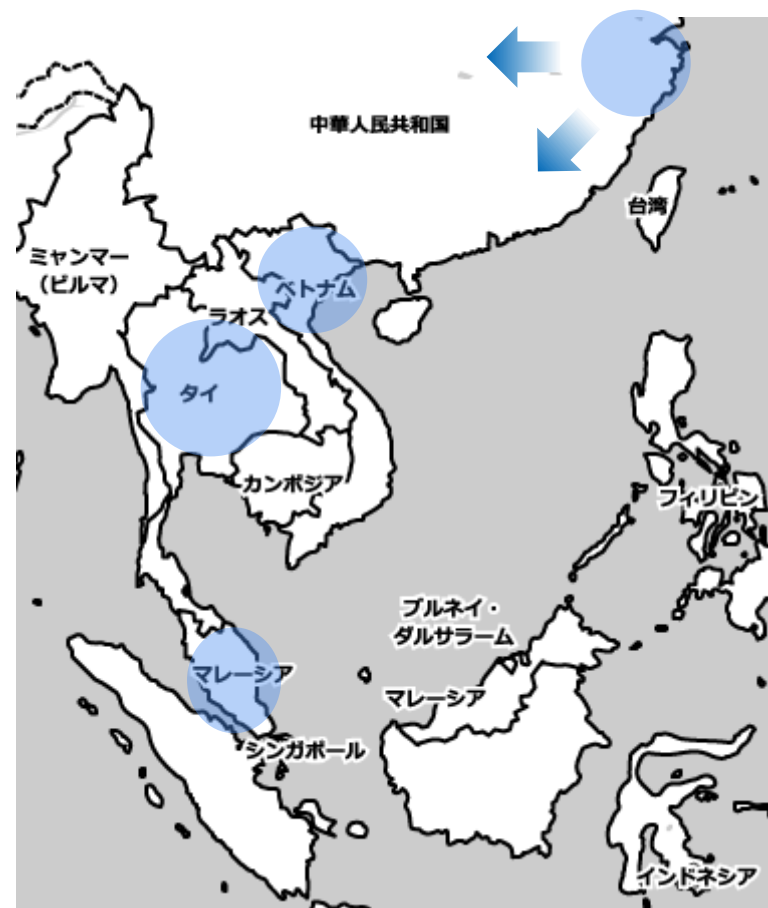 中華人民共和国
台湾
ミャンマー
(ビルマ)
ベトナム
ラオス
タイ
カンボジア
フィリピン
ブルネイ・
ダルサラーム
マレーシア
マレーシア
シンガポール
インドネシア